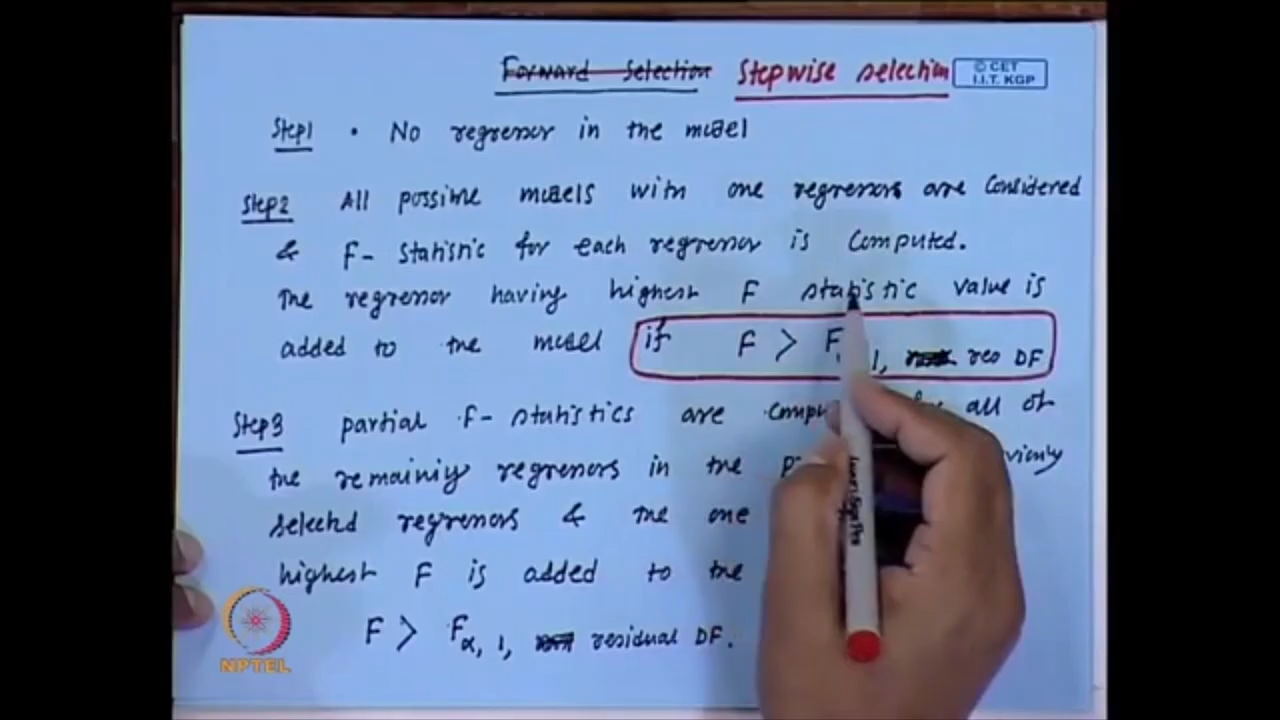 Forward Selection Stepwise selection
© CET
I.I.T. KGP
Step1 • No regressor in the model
Step2 All possible models with one regressors are Considered
& F- Statistic for each regressor is Computed.
The regressor having highest F statistic value is
added to the model if F > F 1, res DF
Step3 partial F- statistics are for all of
the remaining regressors in the
selected regressors & the one
highest F is added to the
F > Fα, 1, residual DF.
NPTEL